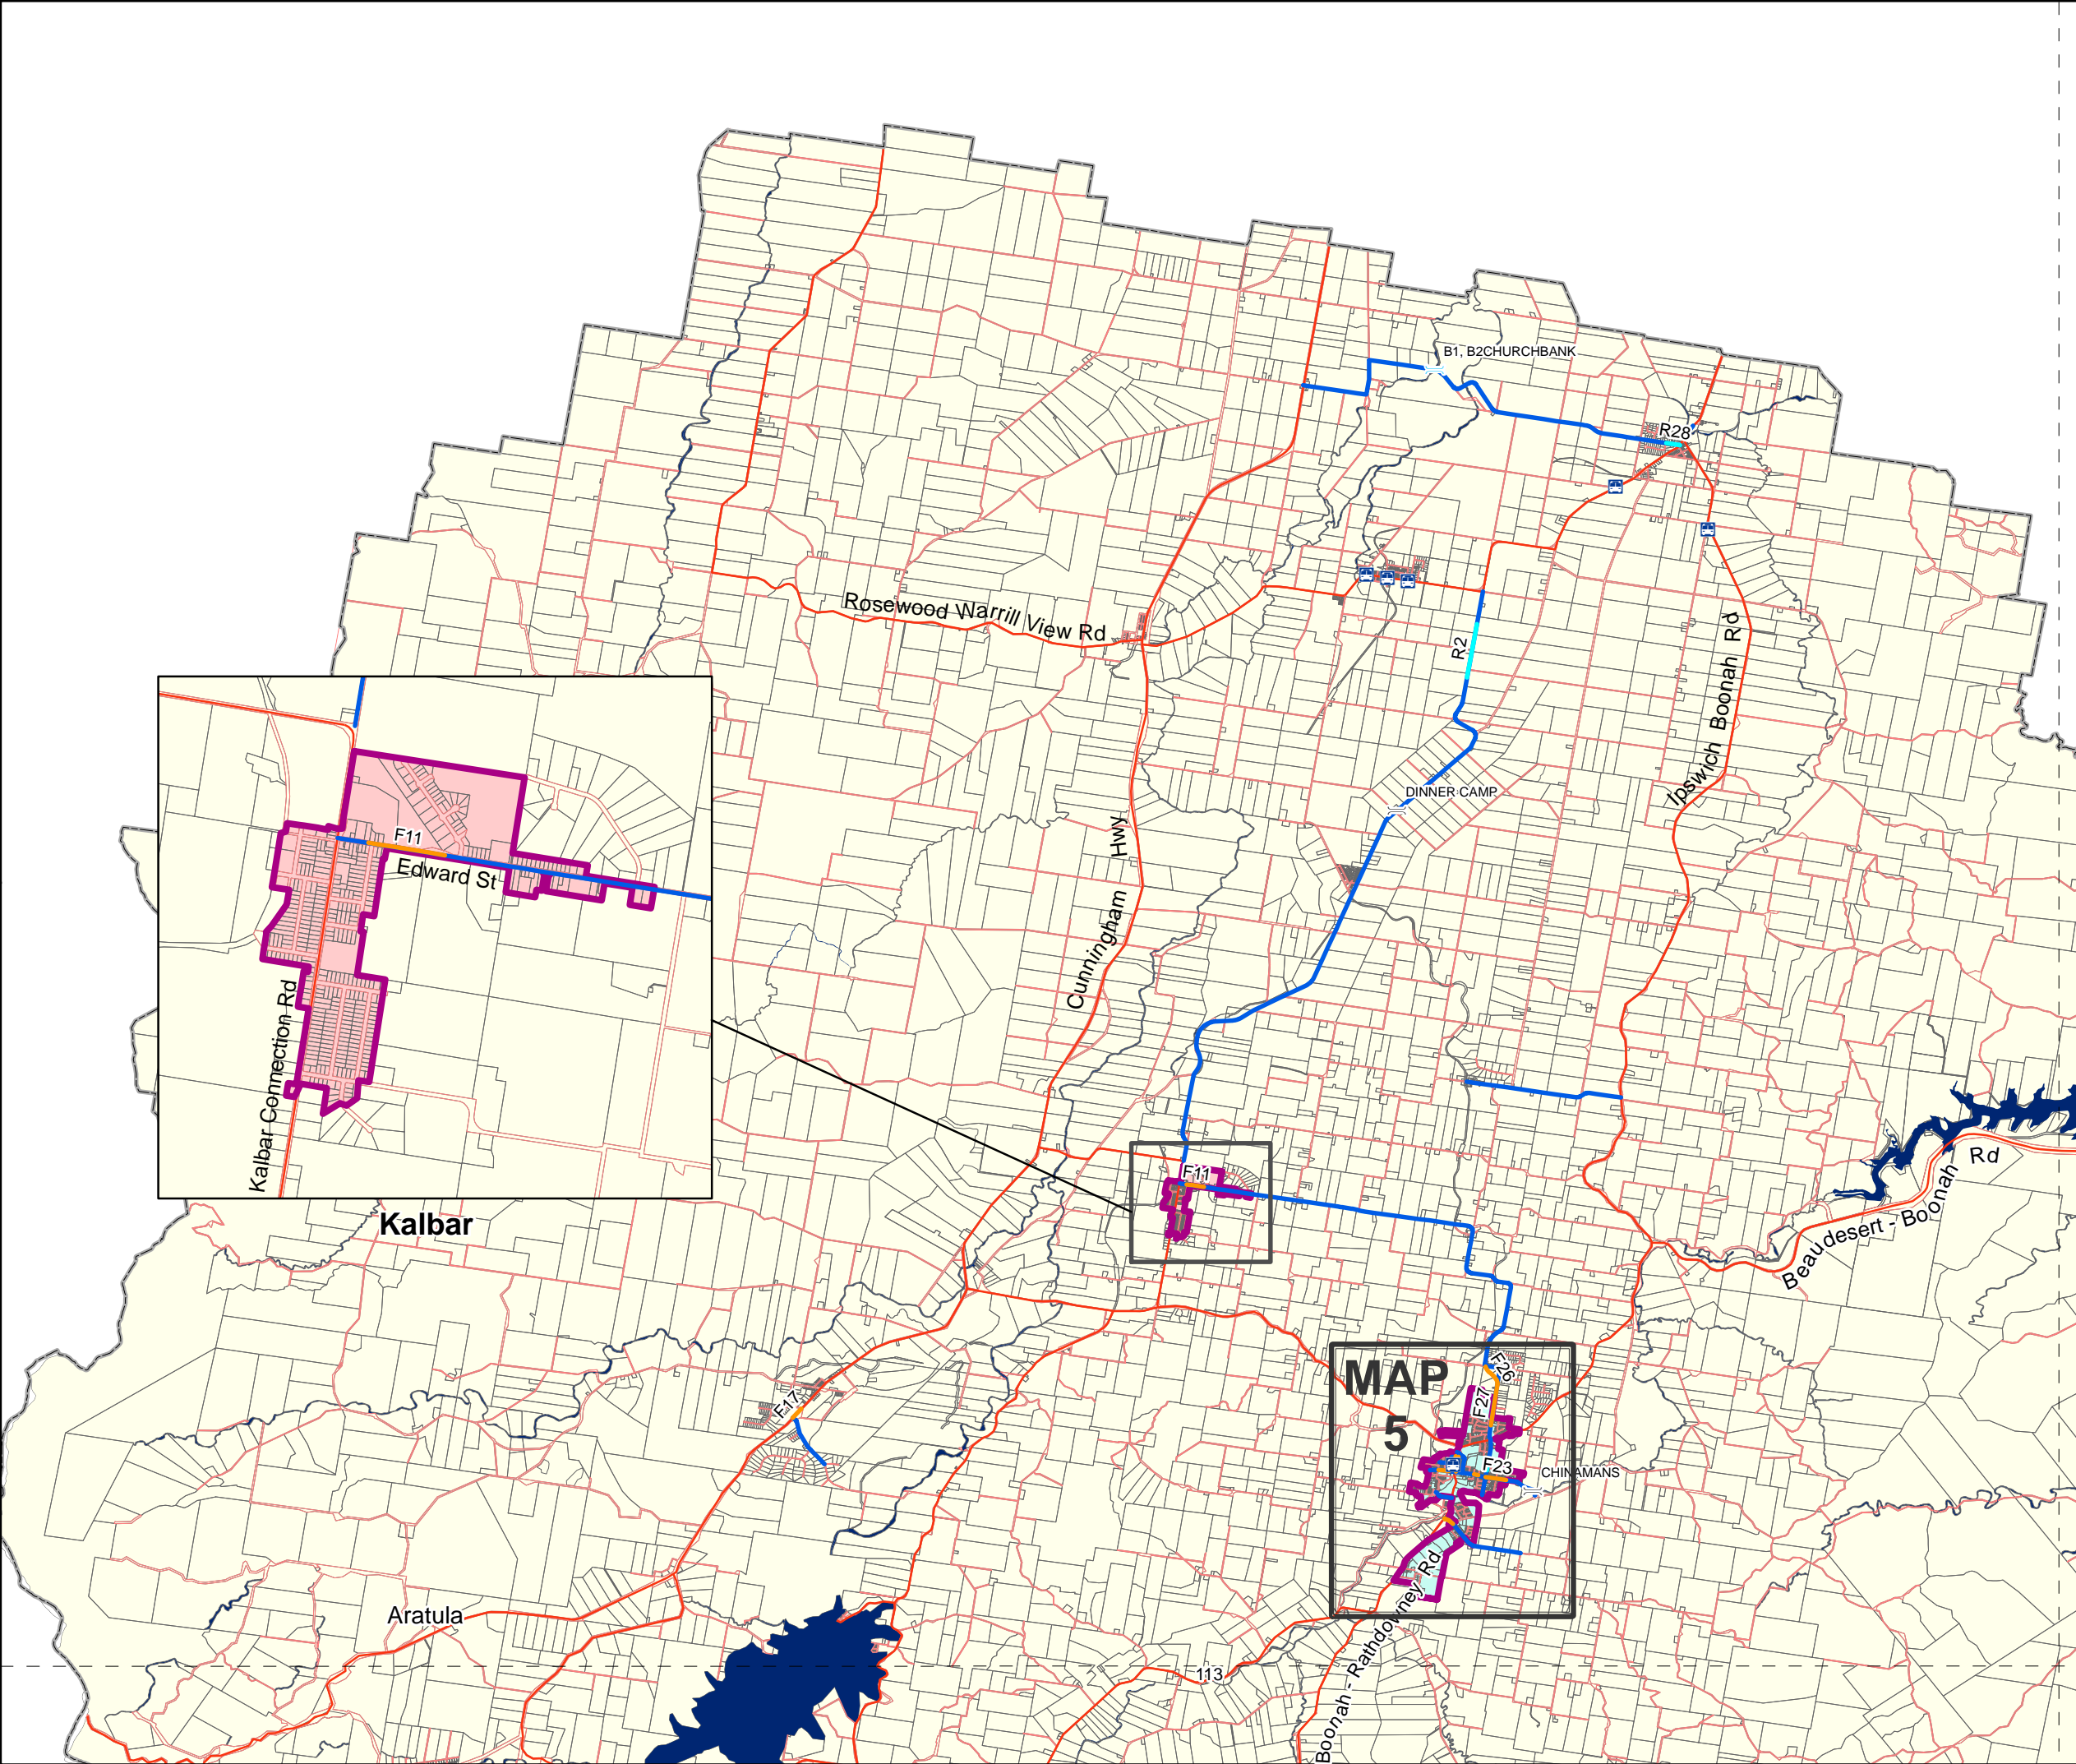 B1, B2CHURCHBANK
R28
Rosewood Warrill View Rd
R2
Ipswich Boonah Rd
DINNER CAMP
Cunningham Hwy
F11
Edward St
Kalbar Connection Rd
Kalbar
F11
Beaudesert - Boonah Rd
MAP
5
F26
F27
F17
F23
CHINAMANS
Aratula
113
Boonah - Rathdowney Rd